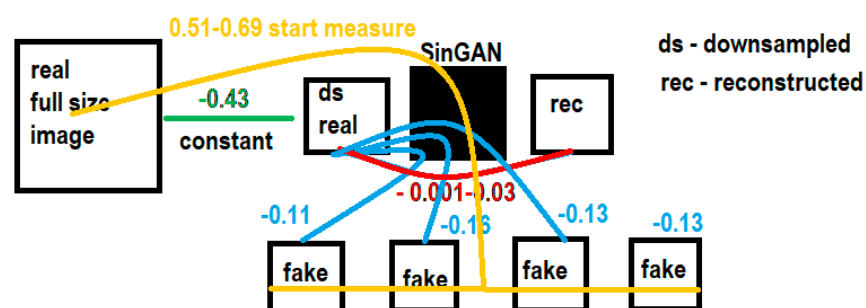 0.51-0.69 start measure
SinGAN
ds - downsampled
rec - reconstructed
real
full size
image
-0.43
constant
ds
real
rec
- 0.001-0.03
-0.11
-0.16
-0.13
-0.13
fake
fake
fake
fake